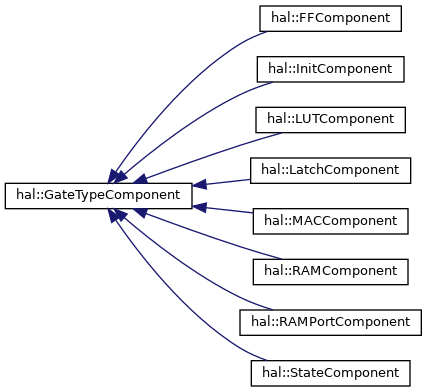 hal::FFComponent
hal::InitComponent
hal::LUTComponent
hal::LatchComponent
hal::GateTypeComponent
hal::MACComponent
hal::RAMComponent
hal::RAMPortComponent
hal::StateComponent